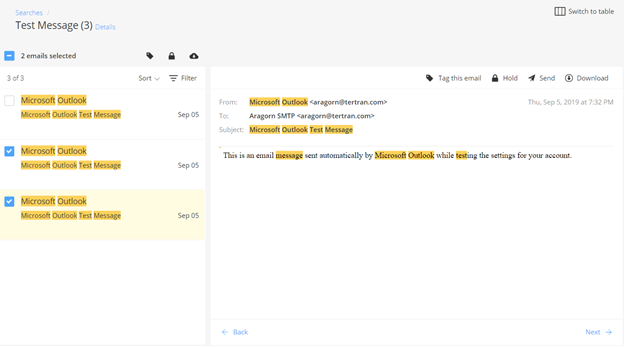 Searches /
Switch to table
Test Message (3) Details
2 emails selected
3 of 3 Sort Filter
Tag this email Hold Send Download
Microsoft Outlook
Microsoft Outlook Test Message Sep 05
Microsoft Outlook
Microsoft Outlook Test Message Sep 05
Microsoft Outlook
Microsoft Outlook Test Message Sep 05
From: Microsoft Outlook <aragorn@tertran.com> Thu, Sep 5, 2019 at 7:32 PM
To: Aragorn SMTP <aragorn@tertran.com>
Subject: Microsoft Outlook Test Message
This is an email message sent automatically by Microsoft Outlook while testing the settings for your account.
Back Next